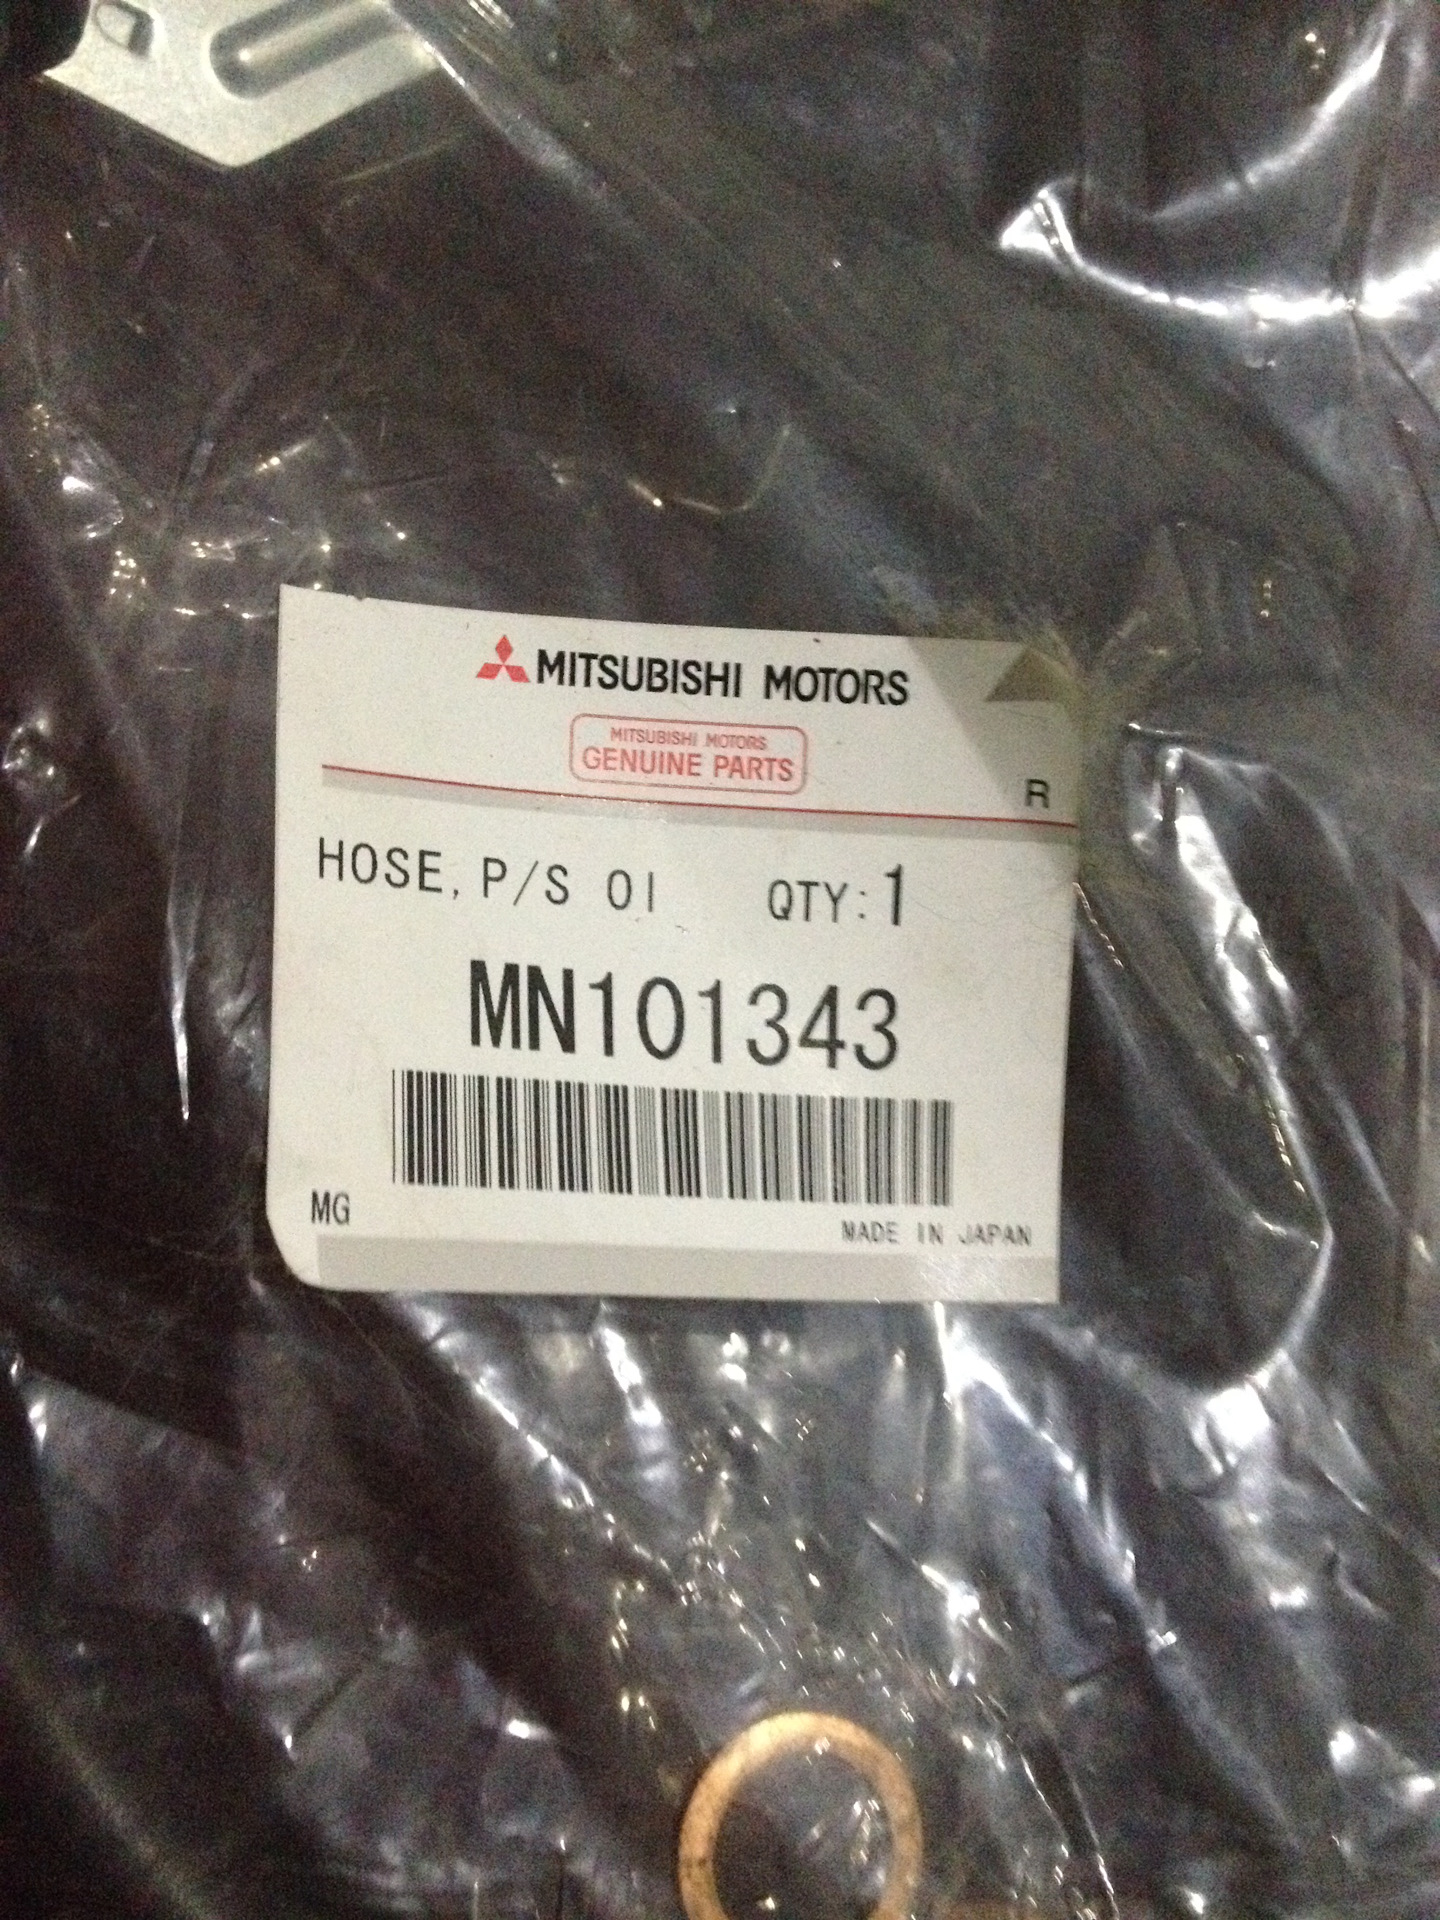 MITSUBISHI MOTORS
MITSUBISHI MOTORS
GENUINE PARTS
R
HOSE, P/S OI QTY:1
MN101343
MG
MADE IN JAPAN